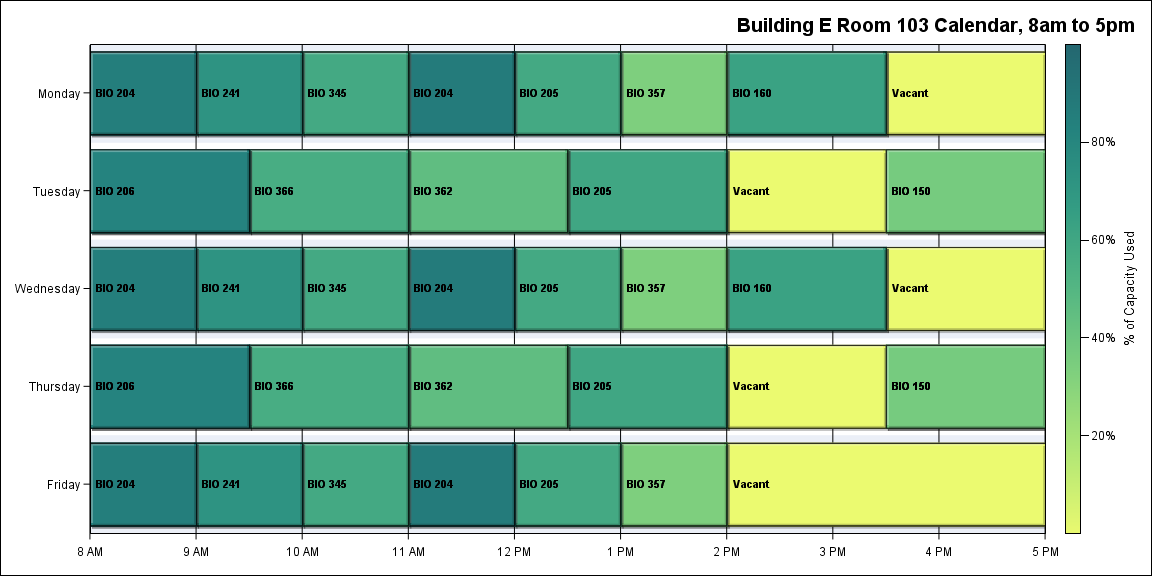 Building E Room 103 Calendar, 8am to 5pm
Monday BIO 204 BIO 241 BIO 345 BIO 204 BIO 205 BIO 357 BIO 160 Vacant
Tuesday BIO 206 BIO 366 BIO 362 BIO 205 Vacant BIO 150
Wednesday BIO 204 BIO 241 BIO 345 BIO 204 BIO 205 BIO 357 BIO 160 Vacant
Thursday BIO 206 BIO 366 BIO 362 BIO 205 Vacant BIO 150
Friday BIO 204 BIO 241 BIO 345 BIO 204 BIO 205 BIO 357 Vacant
8 AM 9 AM 10 AM 11 AM 12 PM 1 PM 2 PM 3 PM 4 PM 5 PM
80%
60%
40%
20%
% of Capacity Used